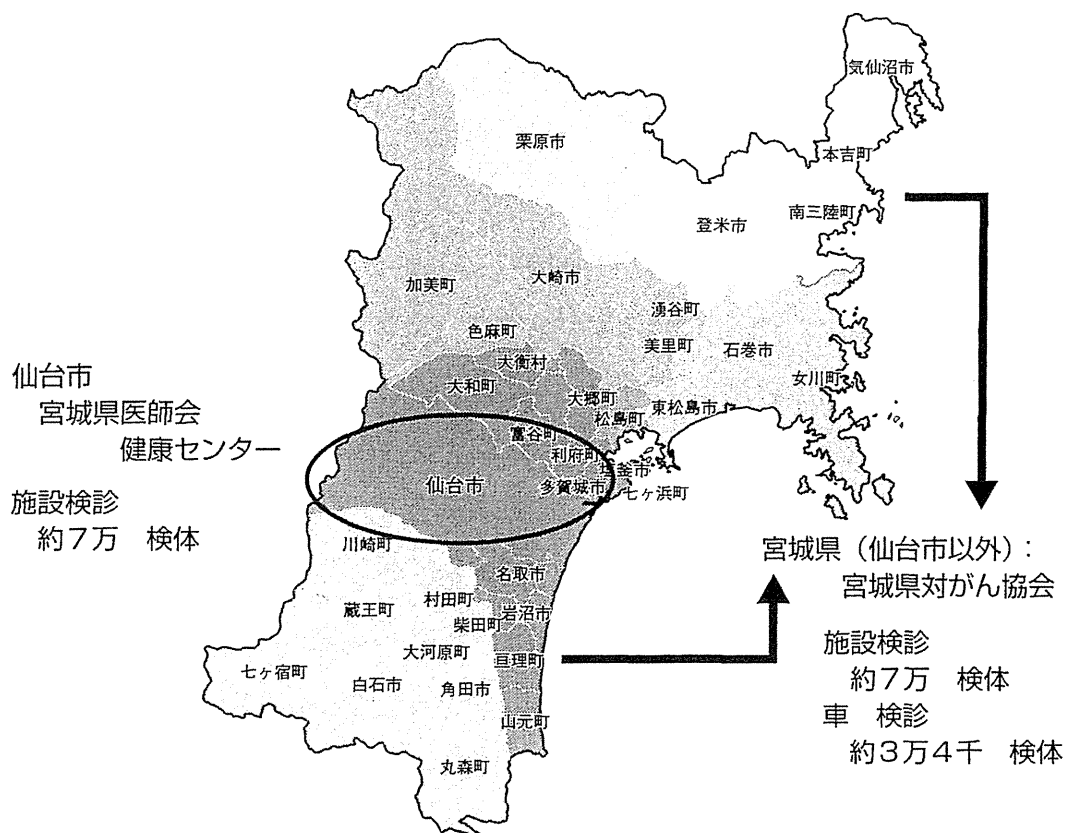 気仙沼市
栗原市
本吉町
登米市
南三陸町
加美町
大崎市
涌谷町
色麻町
美里町
石巻市
大衡村
女川町
大和町
大郷町
松島町
東松島市
富谷町
利府町
塩釜市
仙台市
多賀城市
七ヶ浜町
川崎町
名取市
村田町
岩沼市
蔵王町
柴田町
大河原町
亘理町
七ヶ宿町
白石市
角田市
山元町
丸森町
仙台市
宮城県医師会
健康センター
施設検診
約7万 検体
宮城県（仙台市以外）：
宮城県対がん協会
施設検診
約7万 検体
車 検診
約3万4千 検体